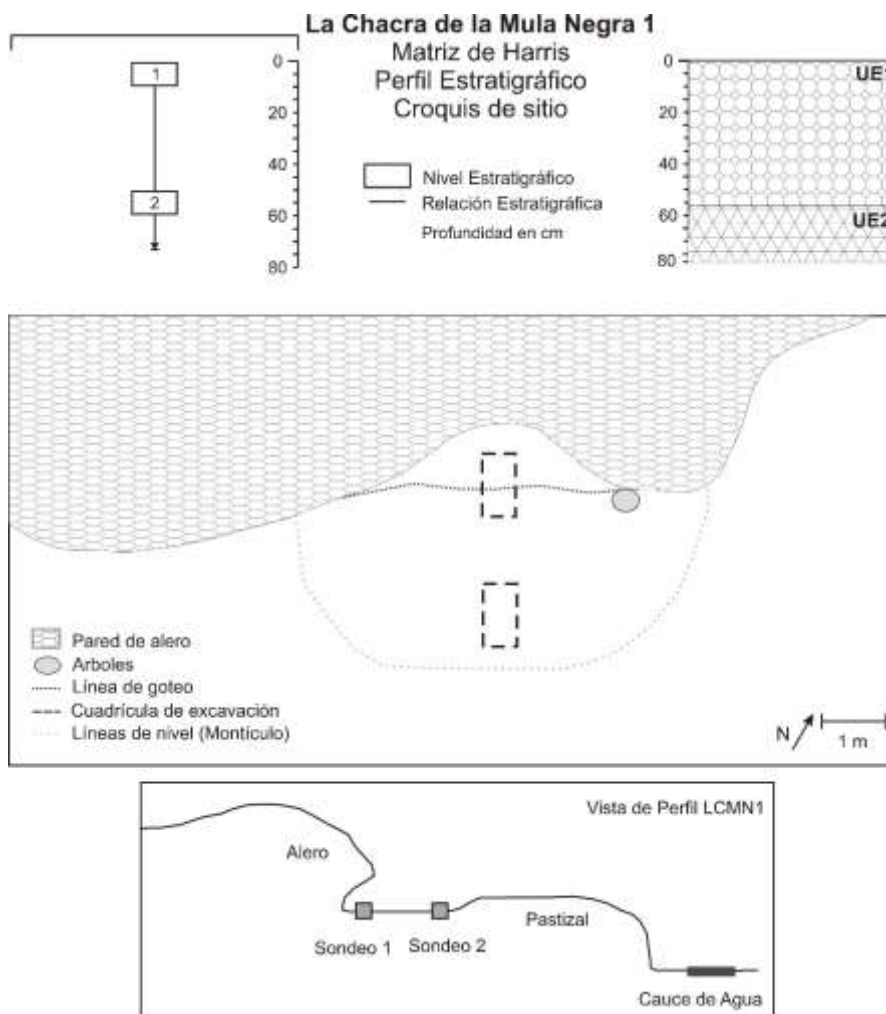 La Chacra de la Mula Negra 1
Matriz de Harris
Perfil Estratigráfico
Croquis de sitio
1
2
0
20
40
60
80
Nivel Estratigráfico
Relación Estratigráfica
Profundidad en cm
0
20
40
60
80
UE1
UE2
Pared de alero
Arboles
Línea de goteo
Cuadrícula de excavación
Líneas de nivel (Montículo)
N
1 m
Vista de Perfil LCMN1
Alero
Pastizal
Sondeo 1 Sondeo 2
Cauce de Agua